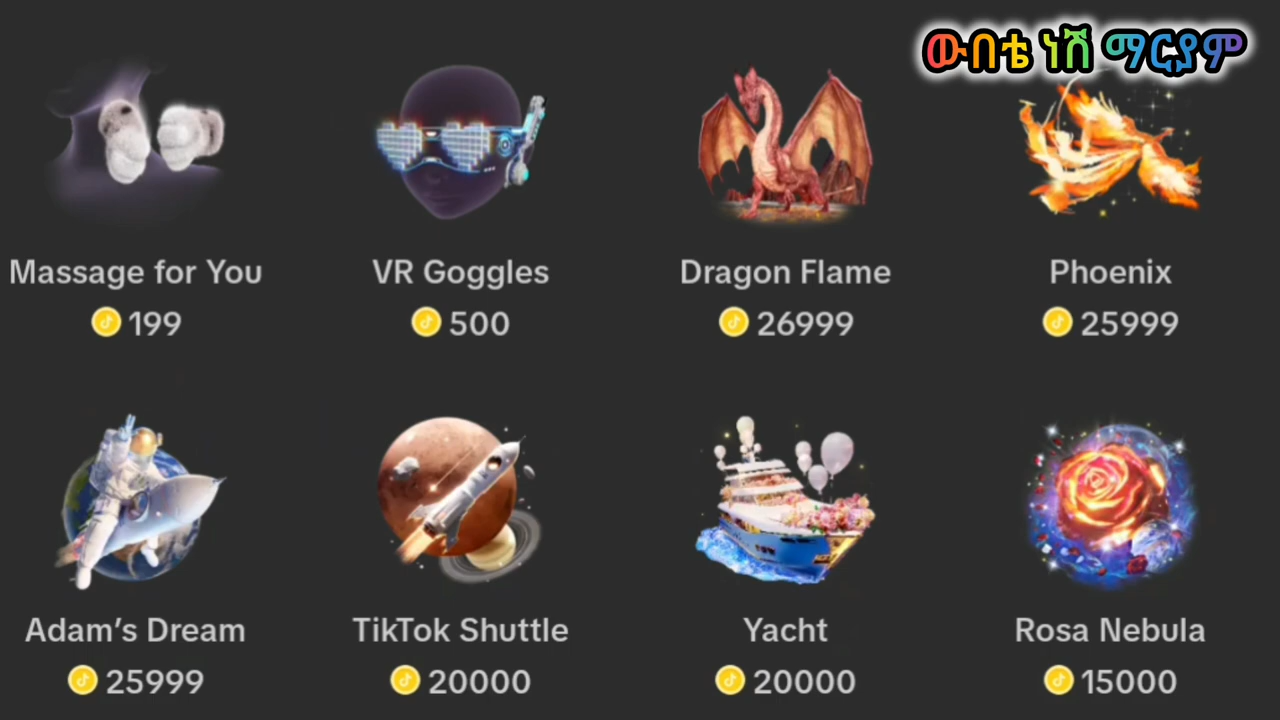 ውበቴ ነሽ ማርያም
Massage for You
199
VR Goggles
500
Dragon Flame
26999
Phoenix
25999
Adam's Dream
25999
TikTok Shuttle
20000
Yacht
20000
Rosa Nebula
15000